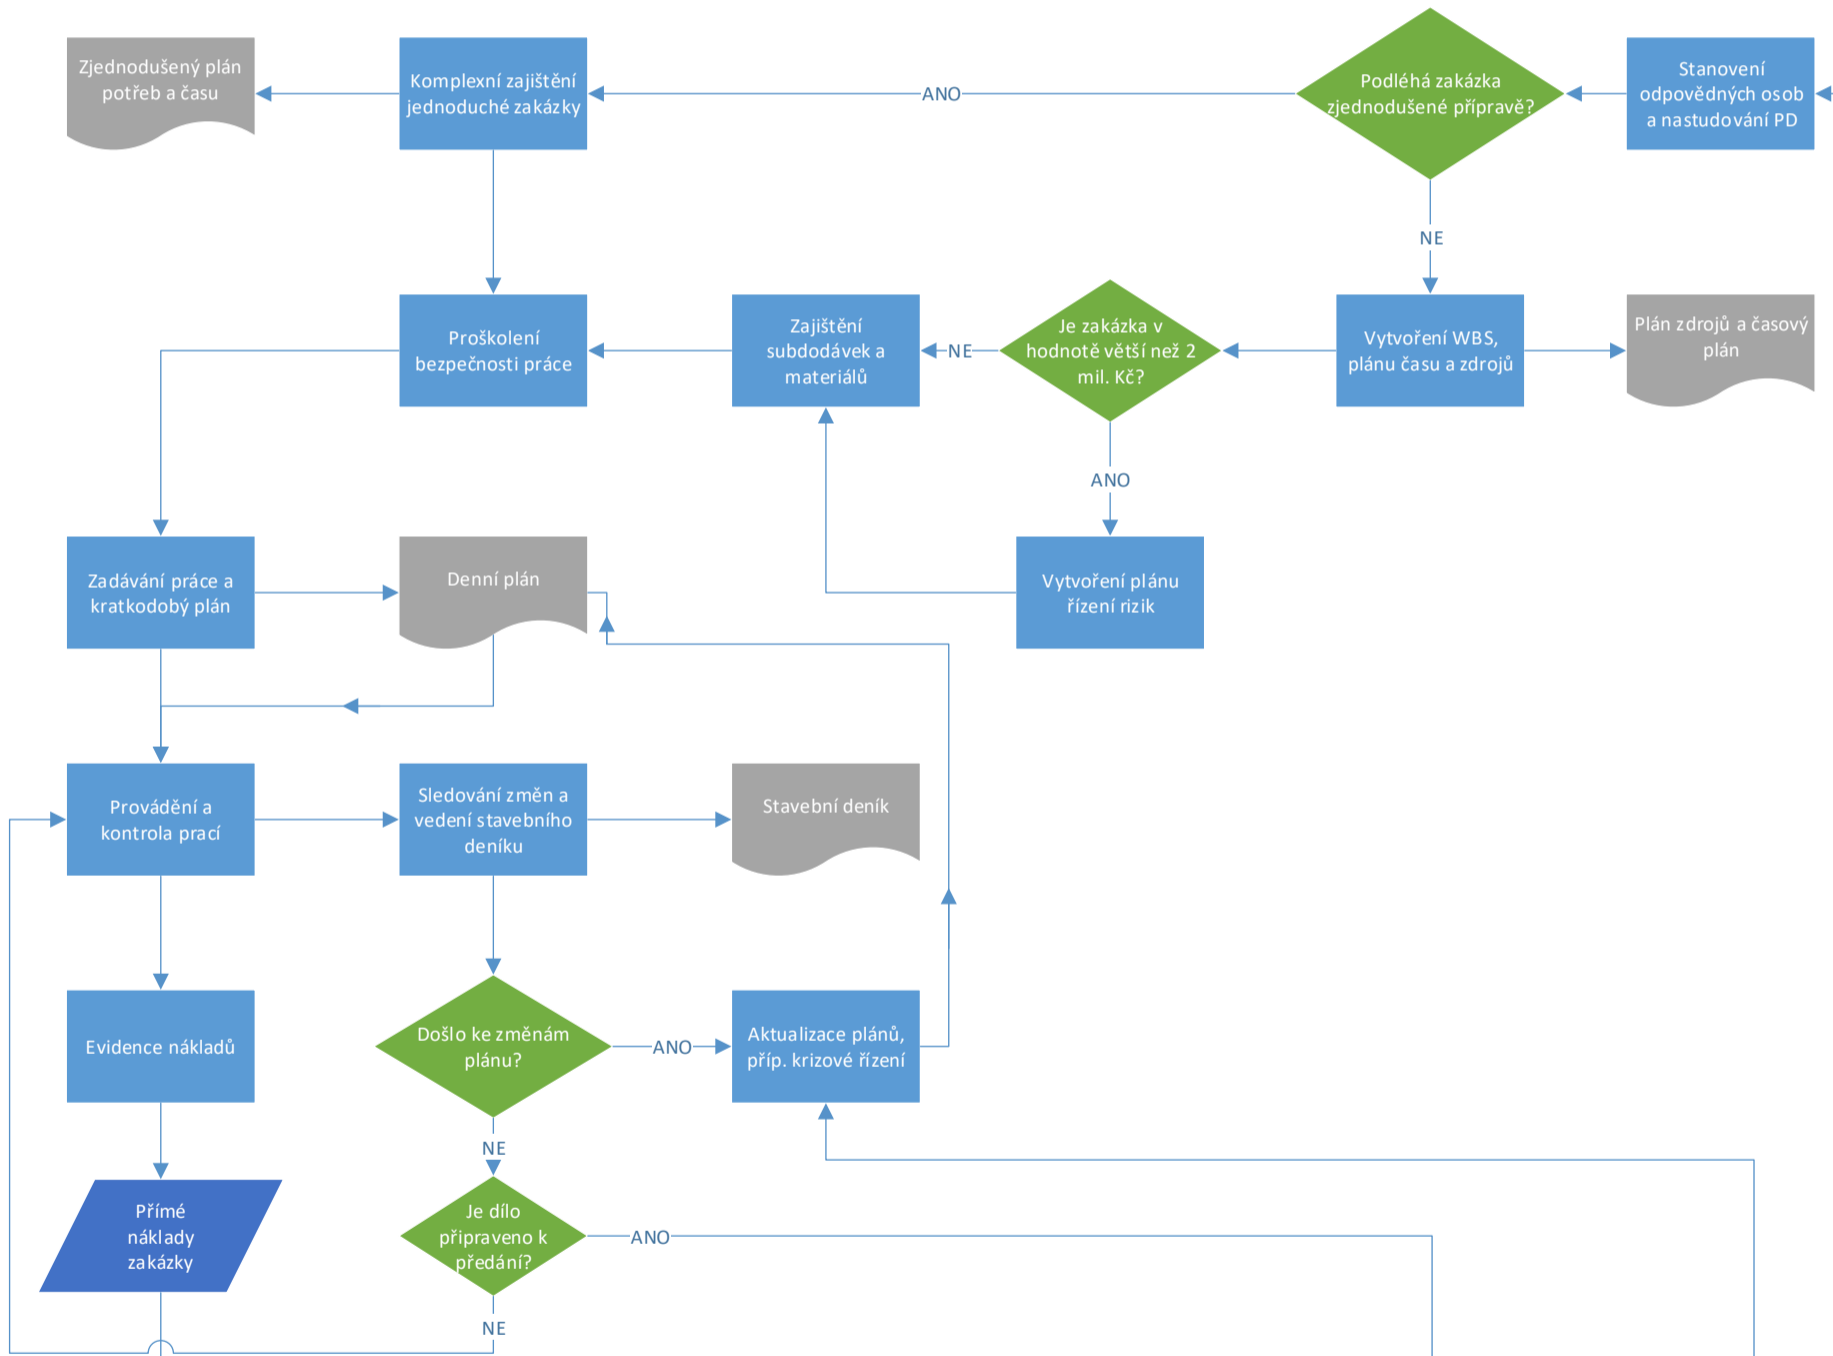 Zjednodušený plán
potřeb a času
Komplexní zajištění
jednoduché zakázky
ANO
Podléhá zakázka
zjednodušené přípravě?
Stanovení
odpovědných osob
a nastudování PD
NE
Proškolení
bezpečnosti práce
Zajištění
subdodávek a
materiálů
NE
Je zakázka v
hodnotě větší než 2
mil. Kč?
Vytvoření WBS,
plánu času a zdrojů
Plán zdrojů a časový
plán
ANO
Zadávání práce a
kratkodobý plán
Denní plán
Vytvoření plánu
řízení rizik
Provádění a
kontrola prací
Sledování změn a
vedení stavebního
deníku
Stavební deník
Evidence nákladů
Došlo ke změnám
plánu?
ANO
Aktualizace plánů,
příp. krizové řízení
NE
Přímé
náklady
zakázky
Je dílo
připraveno k
předání?
ANO
NE